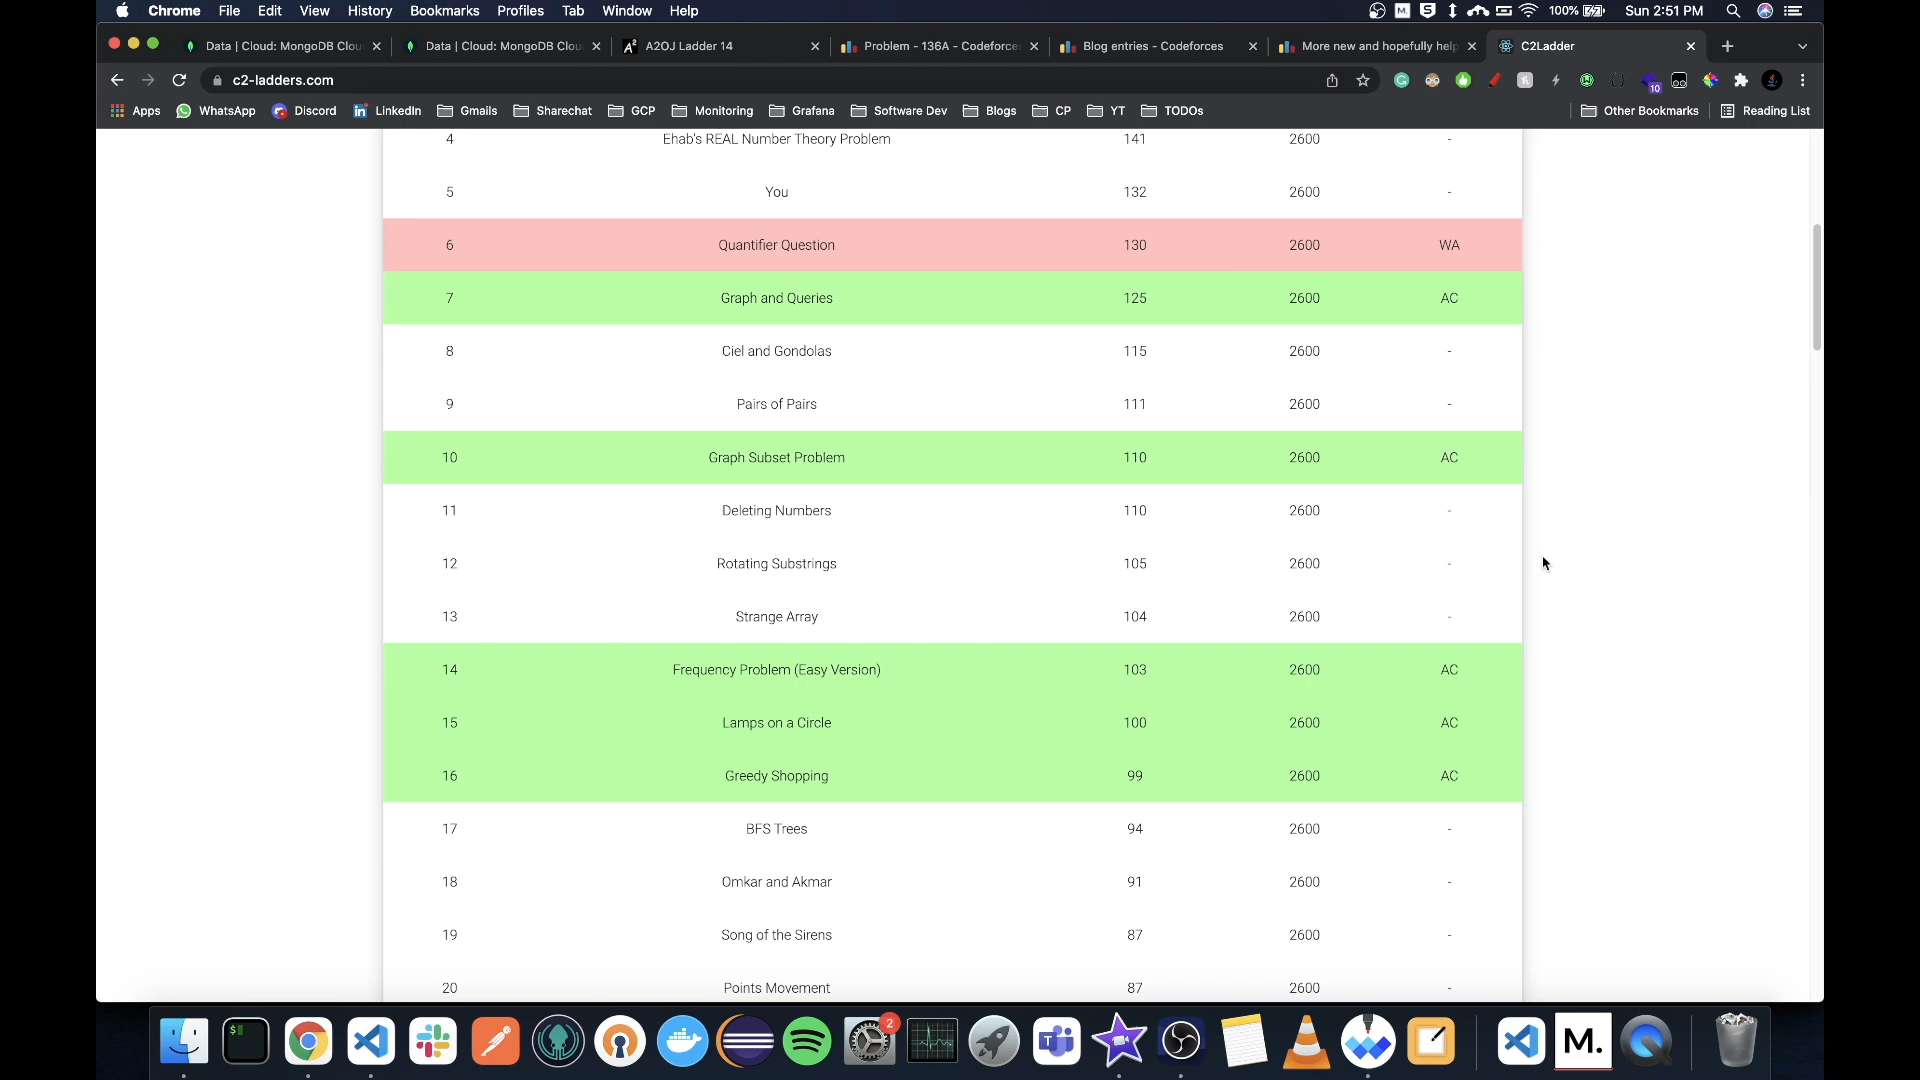 Chrome File Edit View History Bookmarks Profiles Tab Window Help 100% Sun 2:51 PM
Data | Cloud: MongoDB Clou Data | Cloud: MongoDB Clou A2OJ Ladder 14 Problem - 136A - Codeforces Blog entries - Codeforces More new and hopefully help C2Ladder
c2-ladders.com 10
Apps WhatsApp Discord LinkedIn Gmails Sharechat GCP Monitoring Grafana Software Dev Blogs CP YT TODOs Other Bookmarks Reading List
4 Ehab's REAL Number Theory Problem 141 2600 -
5 You 132 2600 -
6 Quantifier Question 130 2600 WA
7 Graph and Queries 125 2600 AC
8 Ciel and Gondolas 115 2600 -
9 Pairs of Pairs 111 2600 -
10 Graph Subset Problem 110 2600 AC
11 Deleting Numbers 110 2600 -
12 Rotating Substrings 105 2600 -
13 Strange Array 104 2600 -
14 Frequency Problem (Easy Version) 103 2600 AC
15 Lamps on a Circle 100 2600 AC
16 Greedy Shopping 99 2600 AC
17 BFS Trees 94 2600 -
18 Omkar and Akmar 91 2600 -
19 Song of the Sirens 87 2600 -
20 Points Movement 87 2600 -
$ 2 M.